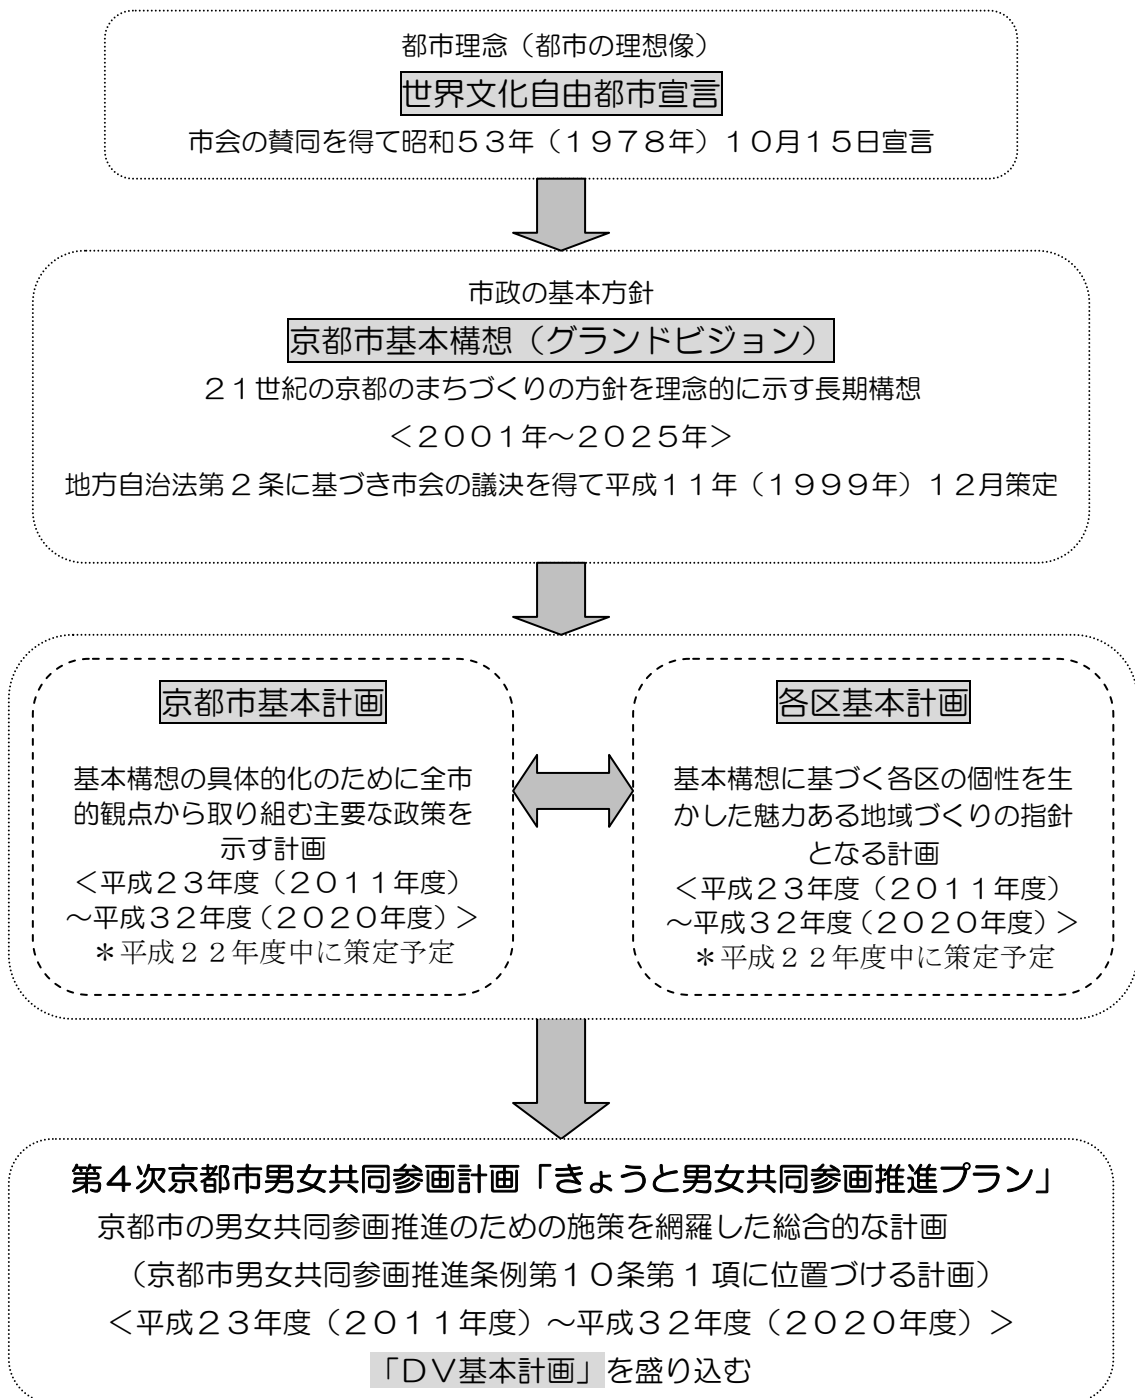 都市理念（都市の理想像）
世界文化自由都市宣言
市会の賛同を得て昭和５３年（１９７８年）１０月１５日宣言
市政の基本方針
京都市基本構想（グランドビジョン）
２１世紀の京都のまちづくりの方針を理念的に示す長期構想
＜２００１年～２０２５年＞
地方自治法第２条に基づき市会の議決を得て平成１１年（１９９９年）１２月策定
京都市基本計画
基本構想の具体的化のために全市
的観点から取り組む主要な政策を
示す計画
＜平成２３年度（２０１１年度）
～平成３２年度（２０２０年度）＞
＊平成２２年度中に策定予定
各区基本計画
基本構想に基づく各区の個性を生
かした魅力ある地域づくりの指針
となる計画
＜平成２３年度（２０１１年度）
～平成３２年度（２０２０年度）＞
＊平成２２年度中に策定予定
第４次京都市男女共同参画計画「きょうと男女共同参画推進プラン」
京都市の男女共同参画推進のための施策を網羅した総合的な計画
（京都市男女共同参画推進条例第１０条第１項に位置づける計画）
＜平成２３年度（２０１１年度）～平成３２年度（２０２０年度）＞
「ＤＶ基本計画」を盛り込む